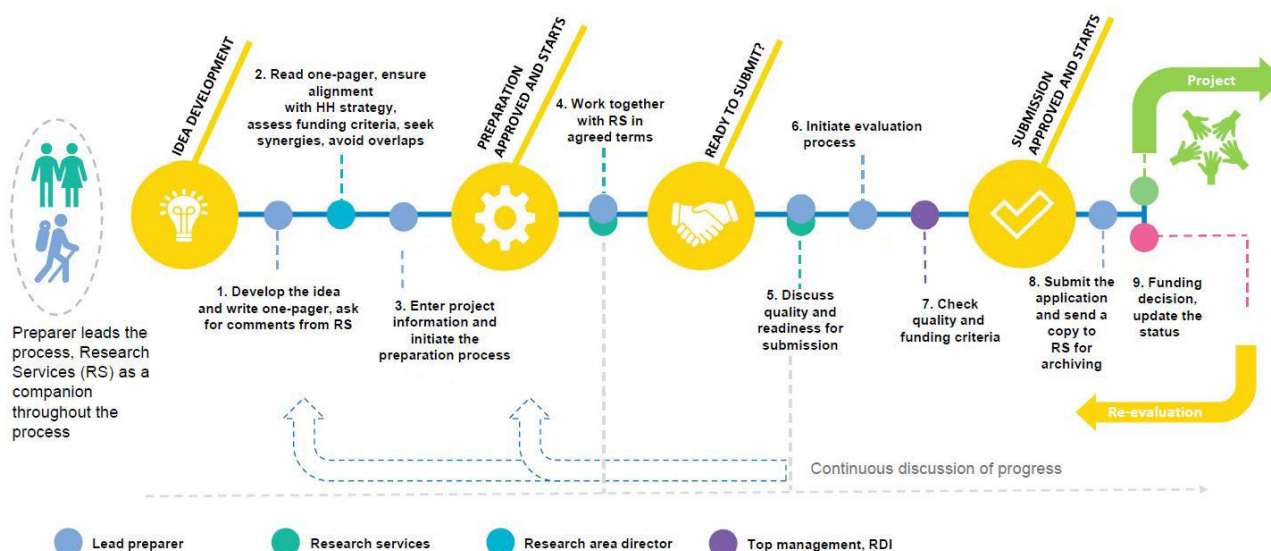 IDEA DEVELOPMENT
2. Read one-pager, ensure
alignment
with HH strategy,
assess funding criteria, seek
synergies, avoid overlaps
PREPARATION
APPROVED AND STARTS
4. Work together
with RS in
agreed terms
READY TO SUBMIT?
6. Initiate evaluation
process
SUBMISSION
APPROVED AND STARTS
Project
1. Develop the idea
and write one-pager, ask
for comments from RS
3. Enter project
information and
initiate the
preparation process
5. Discuss
quality and
readiness for
submission
7. Check
quality and
funding criteria
8. Submit the
application
and send a
copy to
RS for
archiving
9. Funding
decision,
update the
status
Preparer leads the
process, Research
Services (RS) as a
companion
throughout the
process
Re-evaluation
Continuous discussion of progress
Lead preparer
Research services
Research area director
Top management, RDI